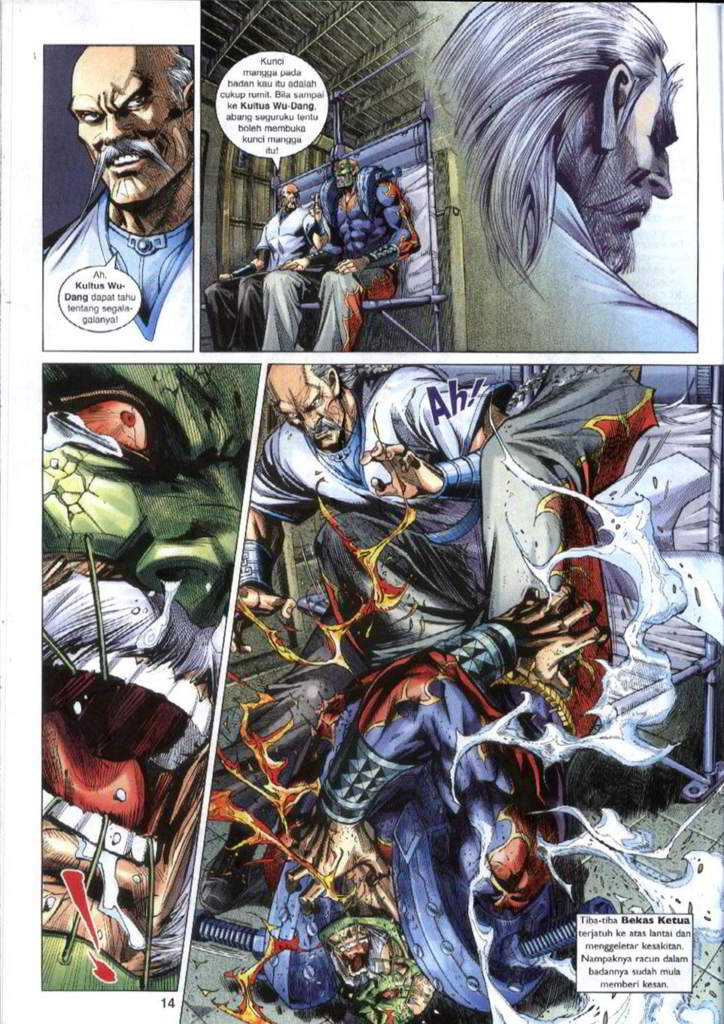 Ah,
Kultus Wu-
Dang dapat tahu
tentang segala-
galanya!
Kunci
mangga pada
badan kau itu adalah
cukup rumit. Bila sampai
ke Kultus Wu-Dang,
abang seguruku tentu
boleh membuka
kunci mangga
itu!
Ah!
!
Tiba-tiba Bekas Ketua
terjatuh ke atas lantai dan
menggeletar kesakitan.
Nampaknya racun dalam
badannya sudah mula
memberi kesan.
14